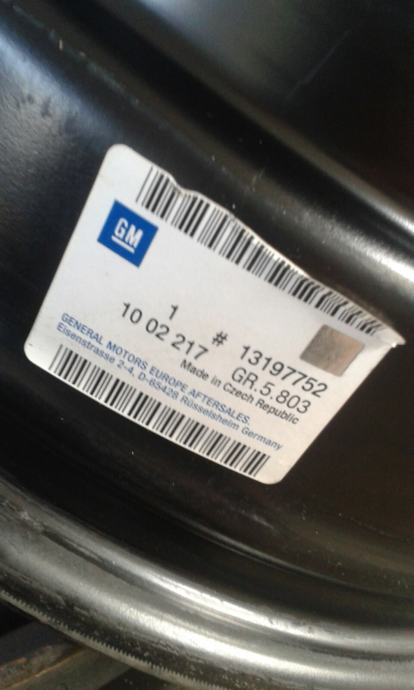 GM
1 # 13197752
10 02 217 GR.5.803
Made in Czech Republic
GENERAL MOTORS EUROPE AFTERSALES.
Eisenstrasse 2-4, D-65428 Rüsselsheim Germany